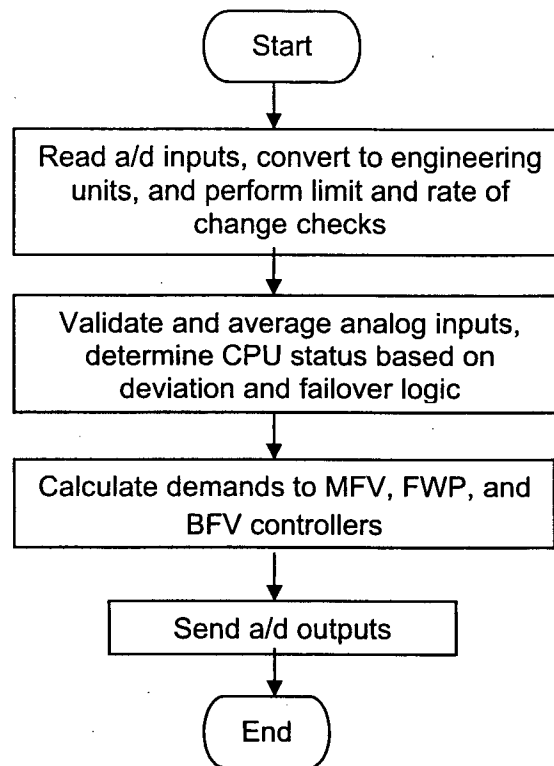 Start
Read a/d inputs, convert to engineering
units, and perform limit and rate of
change checks
Validate and average analog inputs,
determine CPU status based on
deviation and failover logic
Calculate demands to MFV, FWP, and
BFV controllers
Send a/d outputs
End